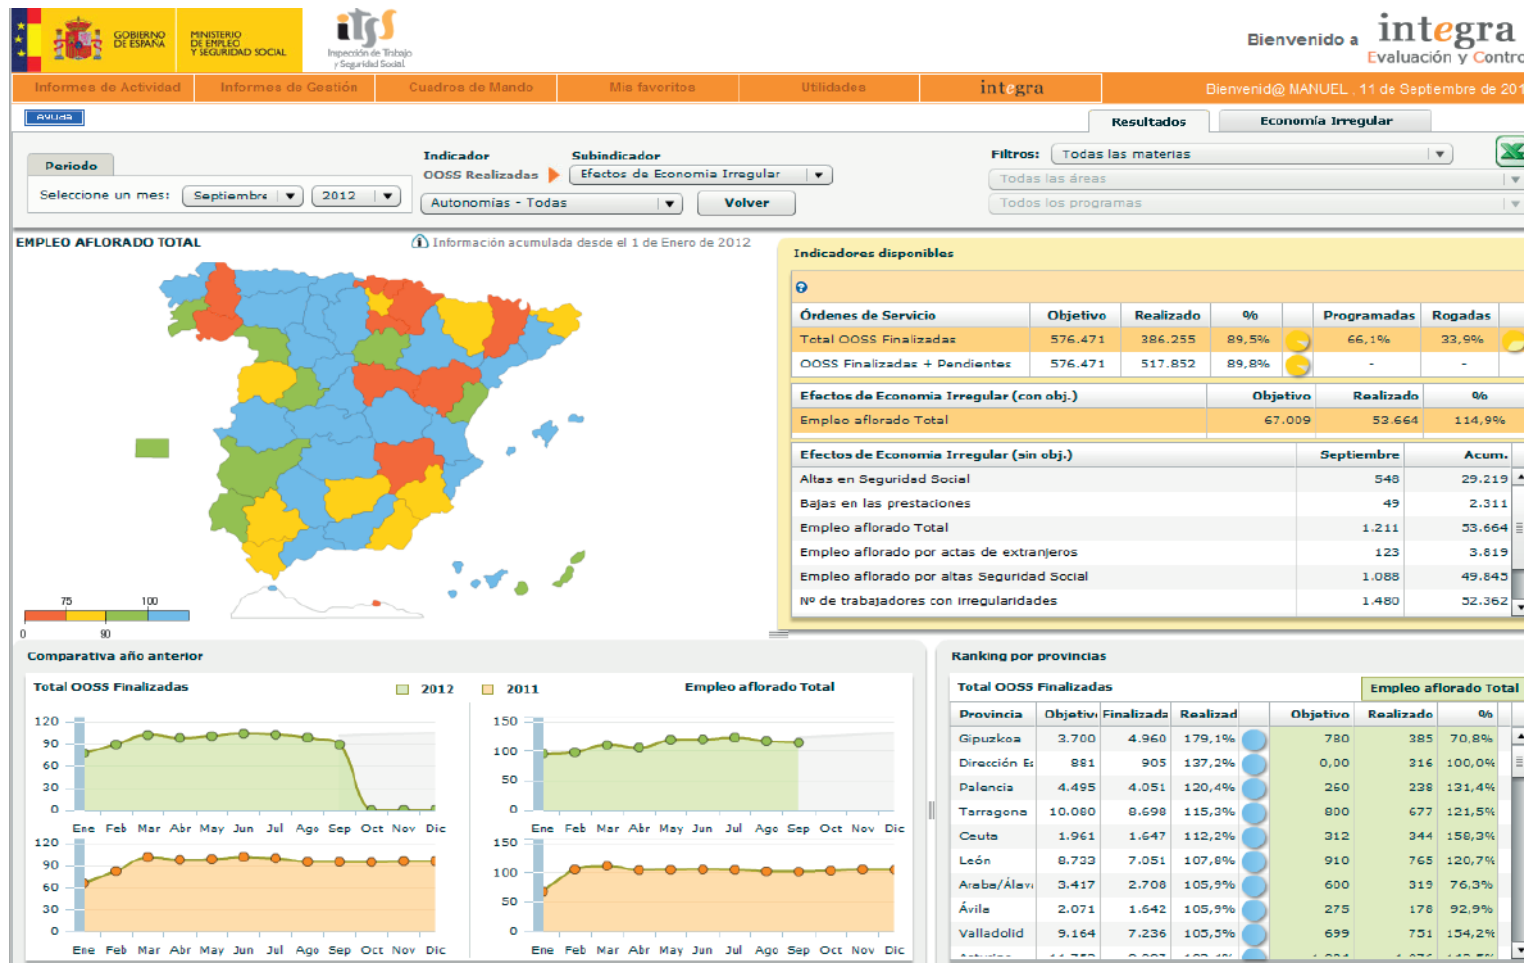 GOBIERNO DE ESPAÑA
MINISTERIO DE EMPLEO Y SEGURIDAD SOCIAL
itss
Inspección de Trabajo y Seguridad Social
Bienvenido a integra
Evaluación y Contro
Informes de Actividad Informes de Gestión Cuadros de Mando Mis favoritos Utilidades integra Bienvenid@ MANUEL , 11 de Septiembre de 201
Ayuda
Resultados Economía Irregular
Periodo
Seleccione un mes: Septiembre 2012
Indicador Subindicador
OOSS Realizadas Efectos de Economia Irregular
Autonomías - Todas Volver
Filtros: Todas las materias
Todas las áreas
Todos los programas
EMPLEO AFLORADO TOTAL
Información acumulada desde el 1 de Enero de 2012
75 100
0 90
Indicadores disponibles
Órdenes de Servicio Objetivo Realizado % Programadas Rogadas
Total OOSS Finalizadas 576.471 386.255 89,5% 66,1% 33,9%
OOSS Finalizadas + Pendientes 576.471 517.852 89,8% - -
Efectos de Economia Irregular (con obj.) Objetivo Realizado %
Empleo aflorado Total 67.009 53.664 114,9%
Efectos de Economia Irregular (sin obj.) Septiembre Acum.
Altas en Seguridad Social 548 29.219
Bajas en las prestaciones 49 2.311
Empleo aflorado Total 1.211 53.664
Empleo aflorado por actas de extranjeros 123 3.819
Empleo aflorado por altas Seguridad Social 1.088 49.845
Nº de trabajadores con irregularidades 1.480 52.362
Comparativa año anterior
Total OOSS Finalizadas 2012 2011 Empleo aflorado Total
120
90
60
30
0
Ene Feb Mar Abr May Jun Jul Ago Sep Oct Nov Dic
150
100
50
0
Ene Feb Mar Abr May Jun Jul Ago Sep Oct Nov Dic
120
90
60
30
0
Ene Feb Mar Abr May Jun Jul Ago Sep Oct Nov Dic
150
100
50
0
Ene Feb Mar Abr May Jun Jul Ago Sep Oct Nov Dic
Ranking por provincias
Total OOSS Finalizadas Empleo aflorado Total
Provincia Objetiv Finalizada Realizad Objetivo Realizado %
Gipuzkoa 3.700 4.960 179,1% 780 385 70,8%
Dirección Es 881 905 137,2% 0,00 316 100,0%
Palencia 4.495 4.051 120,4% 260 238 131,4%
Tarragona 10.080 8.698 115,3% 800 677 121,5%
Ceuta 1.961 1.647 112,2% 312 344 158,3%
León 8.733 7.051 107,8% 910 765 120,7%
Araba/Álav 3.417 2.708 105,9% 600 319 76,3%
Ávila 2.071 1.642 105,9% 275 178 92,9%
Valladolid 9.164 7.236 105,5% 699 751 154,2%